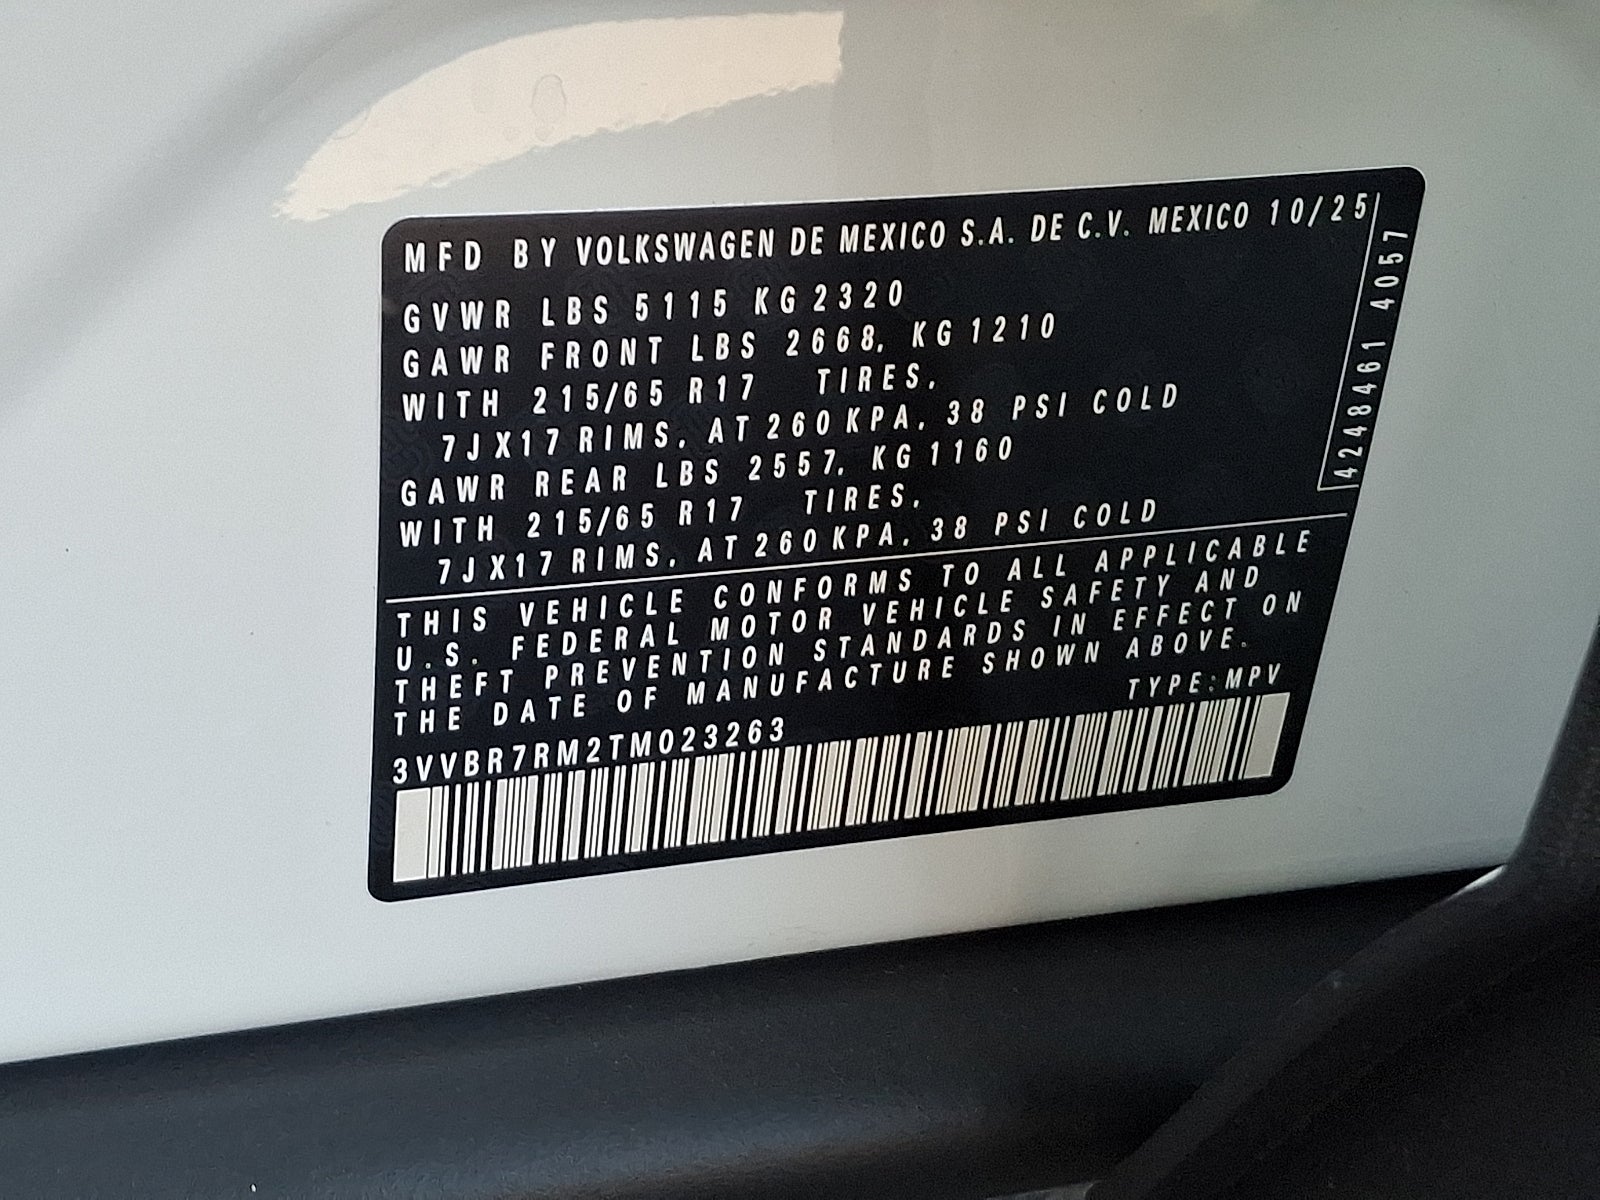 MFD BY VOLKSWAGEN DE MEXICO S.A. DE C.V. MEXICO 10/25
GVWR LBS 5115 KG 2320
GAWR FRONT LBS 2668, KG 1210
WITH 215/65 R17 TIRES,
7JX17 RIMS, AT 260 KPA, 38 PSI COLD
GAWR REAR LBS 2557, KG 1160
WITH 215/65 R17 TIRES,
7JX17 RIMS, AT 260 KPA, 38 PSI COLD
4248461 4057
THIS VEHICLE CONFORMS TO ALL APPLICABLE
U.S. FEDERAL MOTOR VEHICLE SAFETY AND
THEFT PREVENTION STANDARDS IN EFFECT ON
THE DATE OF MANUFACTURE SHOWN ABOVE.
TYPE:MPV
3VVBR7RM2TM023263